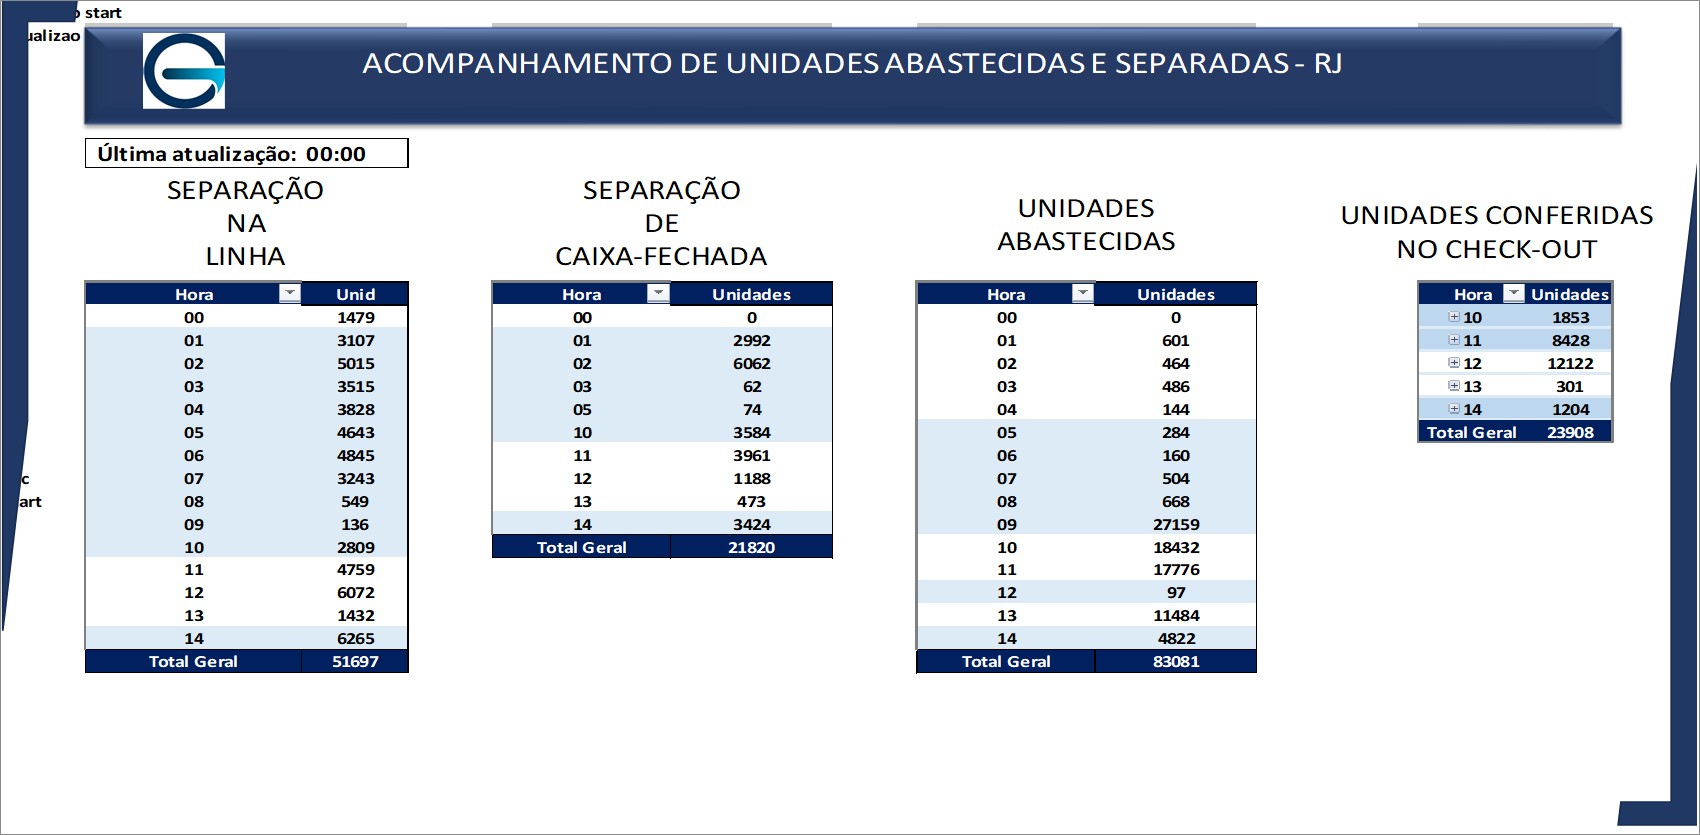 start
ualizao
ACOMPANHAMENTO DE UNIDADES ABASTECIDAS E SEPARADAS - RJ
Última atualização: 00:00
SEPARAÇÃO
NA
LINHA
Hora Unid
00 1479
01 3107
02 5015
03 3515
04 3828
05 4643
06 4845
07 3243
08 549
09 136
10 2809
11 4759
12 6072
13 1432
14 6265
Total Geral 51697
SEPARAÇÃO
DE
CAIXA-FECHADA
Hora Unidades
00 0
01 2992
02 6062
03 62
05 74
10 3584
11 3961
12 1188
13 473
14 3424
Total Geral 21820
UNIDADES
ABASTECIDAS
Hora Unidades
00 0
01 601
02 464
03 486
04 144
05 284
06 160
07 504
08 668
09 27159
10 18432
11 17776
12 97
13 11484
14 4822
Total Geral 83081
UNIDADES CONFERIDAS
NO CHECK-OUT
Hora Unidades
10 1853
11 8428
12 12122
13 301
14 1204
Total Geral 23908
c
art